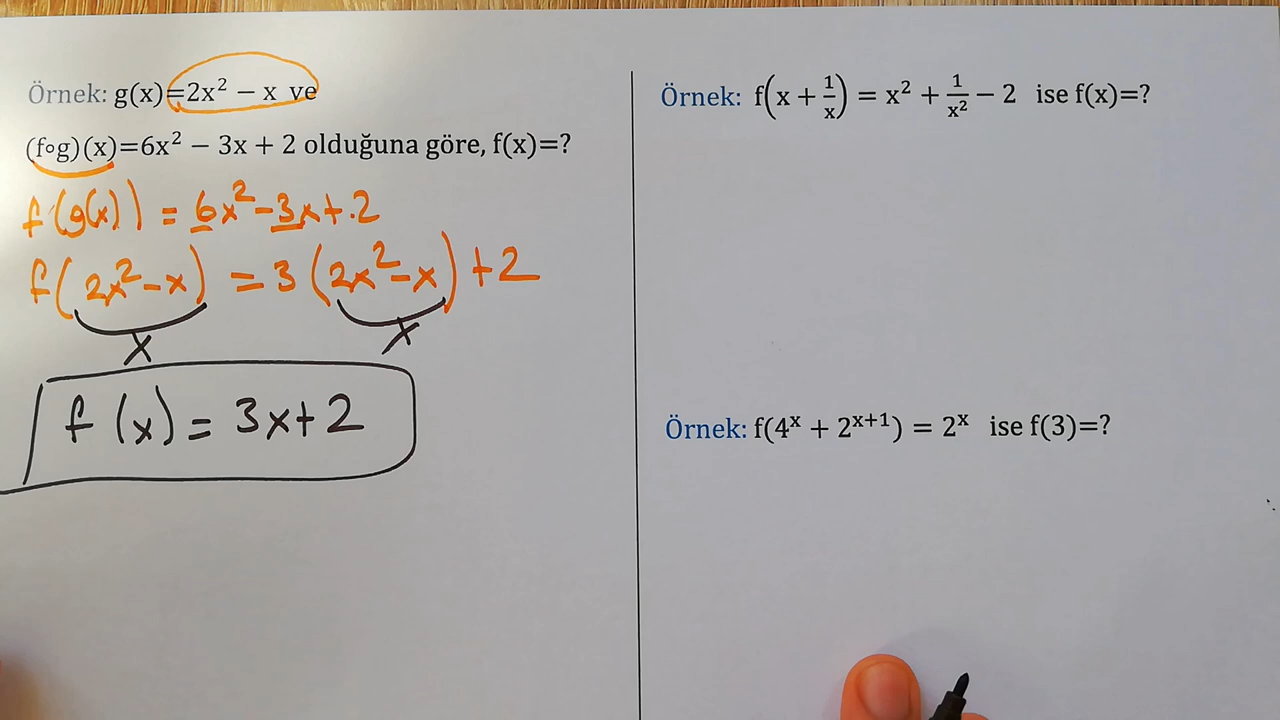 Örnek: g(x)=2x² − x ve
(f∘g)(x)=6x² − 3x + 2 olduğuna göre, f(x)=?
f(g(x)) = 6x²-3x+2
f(2x²-x) = 3(2x²-x)+2
x x
f(x) = 3x+2
Örnek: f(x + 1/x) = x² + 1/x² − 2 ise f(x)=?
Örnek: f(4ˣ + 2ˣ⁺¹) = 2ˣ ise f(3)=?